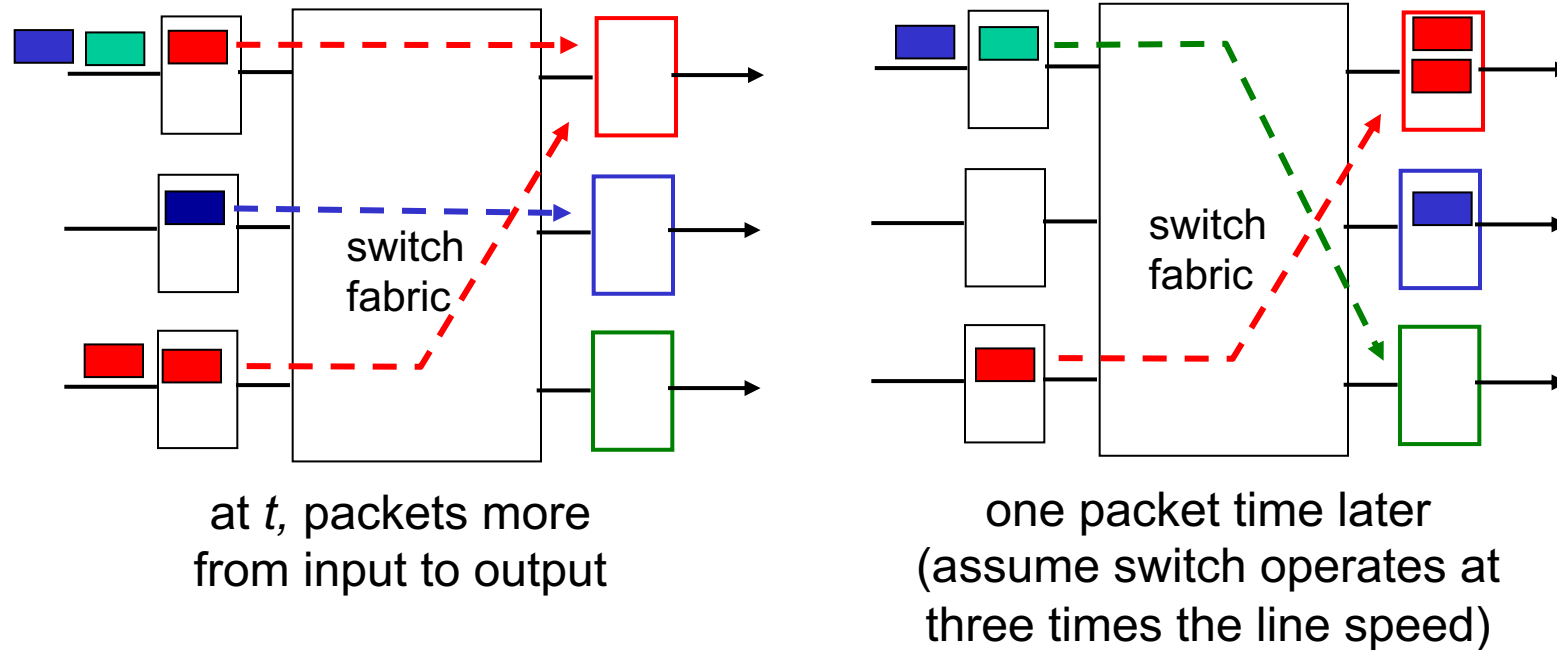 switch
fabric
at t, packets more
from input to output
switch
fabric
one packet time later
(assume switch operates at
three times the line speed)